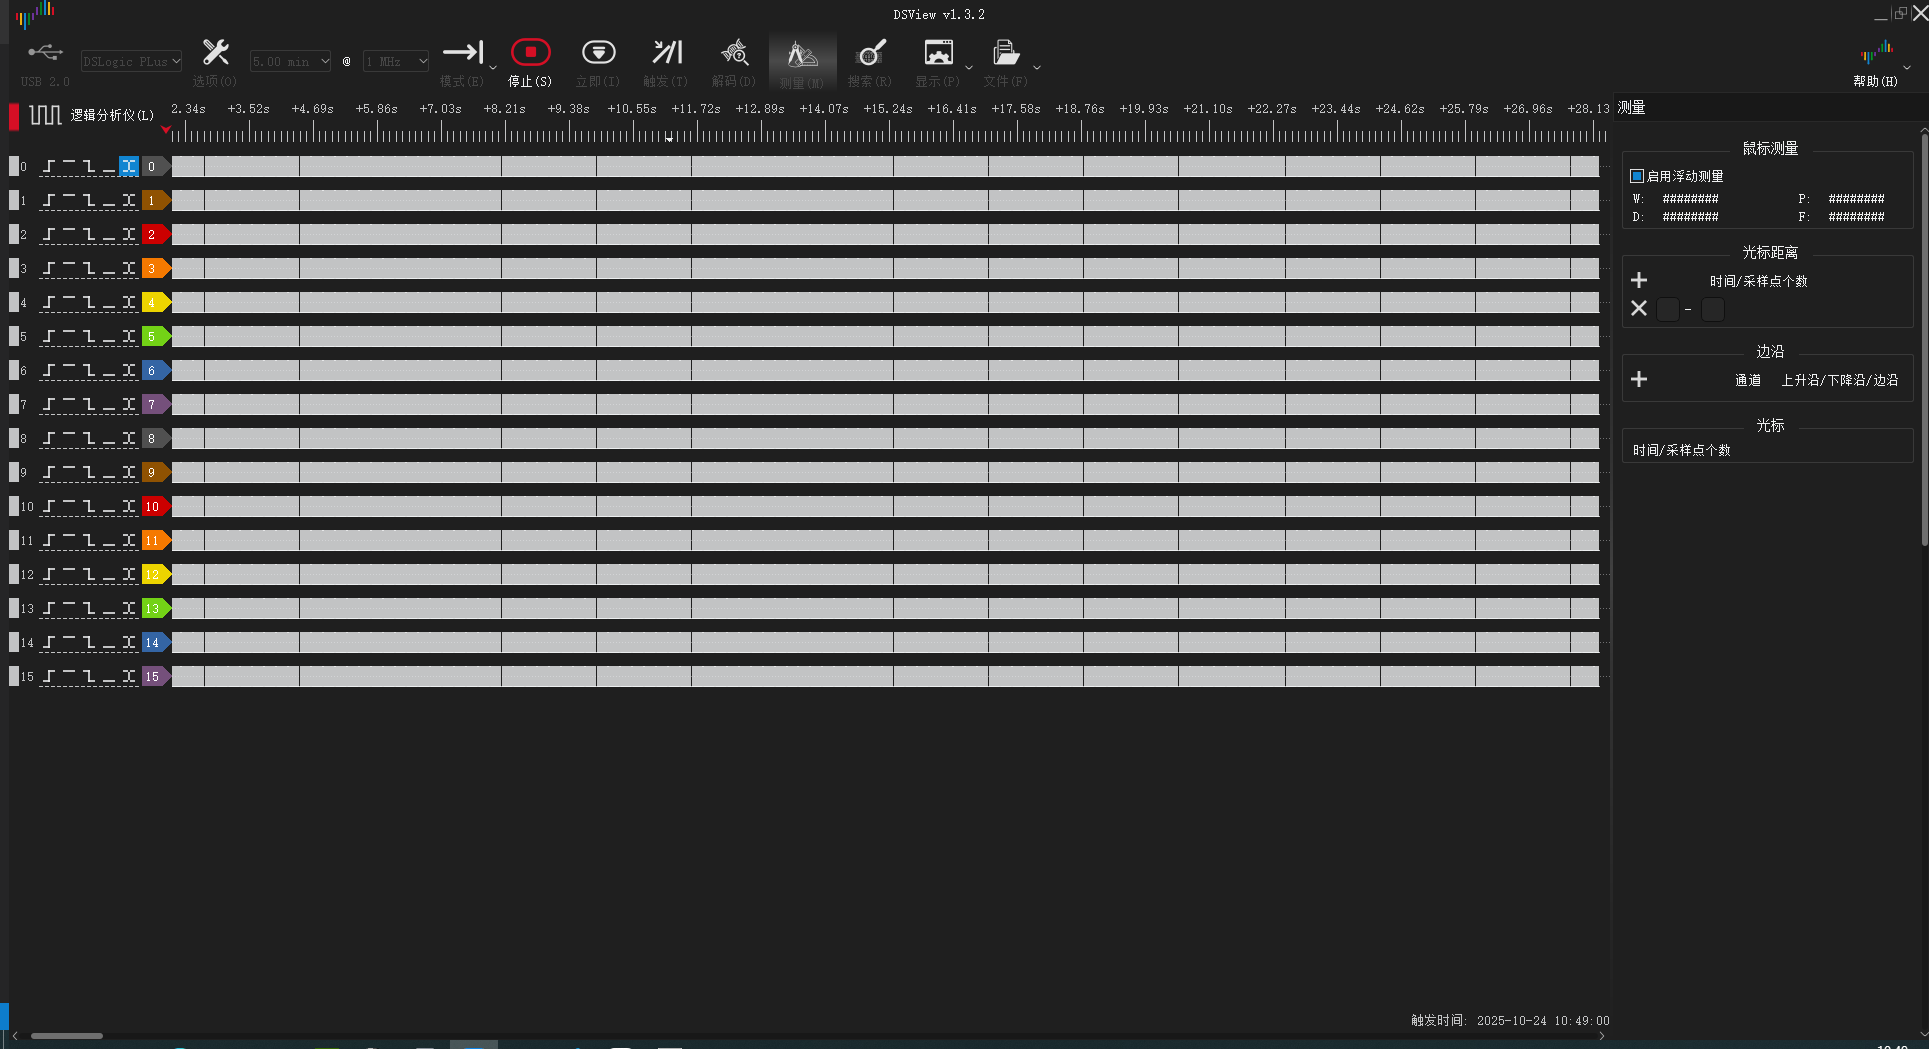 DSView v1.3.2
USB 2.0
DSLogic PLus
选项(O)
5.00 min
@
1 MHz
模式(E)
停止(S)
立即(I)
触发(T)
解码(D)
测量(M)
搜索(R)
显示(P)
文件(F)
帮助(H)
逻辑分析仪(L)
2.34s +3.52s +4.69s +5.86s +7.03s +8.21s +9.38s +10.55s +11.72s +12.89s +14.07s +15.24s +16.41s +17.58s +18.76s +19.93s +21.10s +22.27s +23.44s +24.62s +25.79s +26.96s +28.13
0 0
1 1
2 2
3 3
4 4
5 5
6 6
7 7
8 8
9 9
10 10
11 11
12 12
13 13
14 14
15 15
测量
鼠标测量
启用浮动测量
W: ######## P: ########
D: ######## F: ########
光标距离
时间/采样点个数
-
边沿
通道 上升沿/下降沿/边沿
光标
时间/采样点个数
触发时间: 2025-10-24 10:49:00